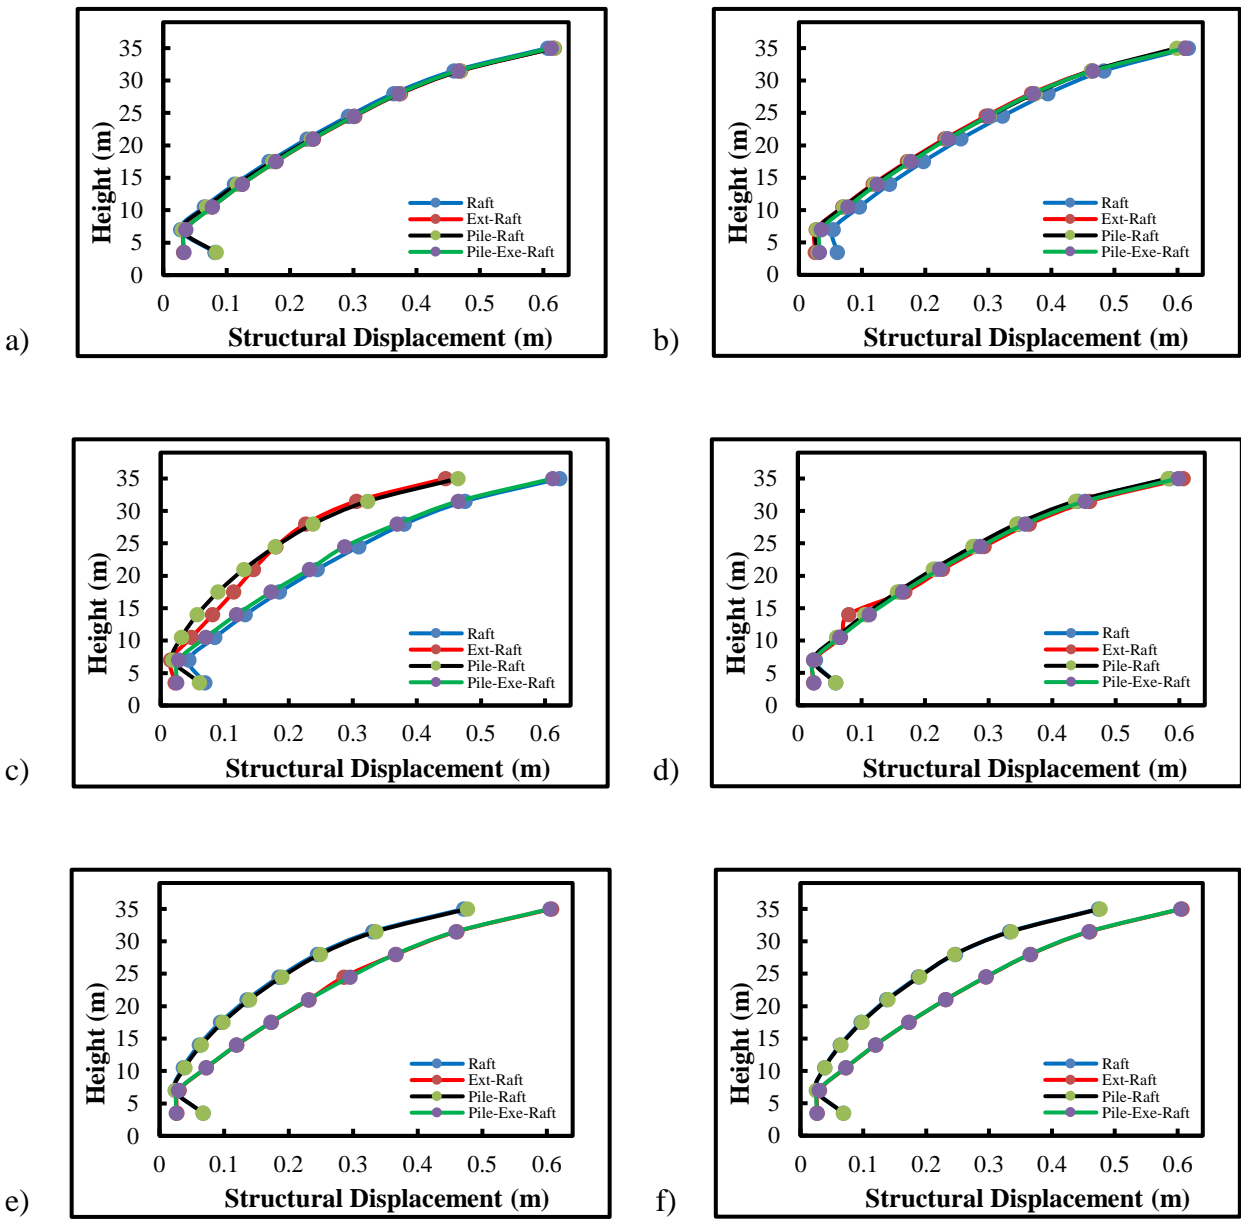 35
30
25
20
15
10
5
0
Height (m)
0 0.1 0.2 0.3 0.4 0.5 0.6
Structural Displacement (m)
Raft
Ext-Raft
Pile-Raft
Pile-Exe-Raft
a)
35
30
25
20
15
10
5
0
Height (m)
0 0.1 0.2 0.3 0.4 0.5 0.6
Structural Displacement (m)
Raft
Ext-Raft
Pile-Raft
Pile-Exe-Raft
b)
35
30
25
20
15
10
5
0
Height (m)
0 0.1 0.2 0.3 0.4 0.5 0.6
Structural Displacement (m)
Raft
Ext-Raft
Pile-Raft
Pile-Exe-Raft
c)
35
30
25
20
15
10
5
0
Height (m)
0 0.1 0.2 0.3 0.4 0.5 0.6
Structural Displacement (m)
Raft
Ext-Raft
Pile-Raft
Pile-Exe-Raft
d)
35
30
25
20
15
10
5
0
Height (m)
0 0.1 0.2 0.3 0.4 0.5 0.6
Structural Displacement (m)
Raft
Ext-Raft
Pile-Raft
Pile-Exe-Raft
e)
35
30
25
20
15
10
5
0
Height (m)
0 0.1 0.2 0.3 0.4 0.5 0.6
Structural Displacement (m)
Raft
Ext-Raft
Pile-Raft
Pile-Exe-Raft
f)